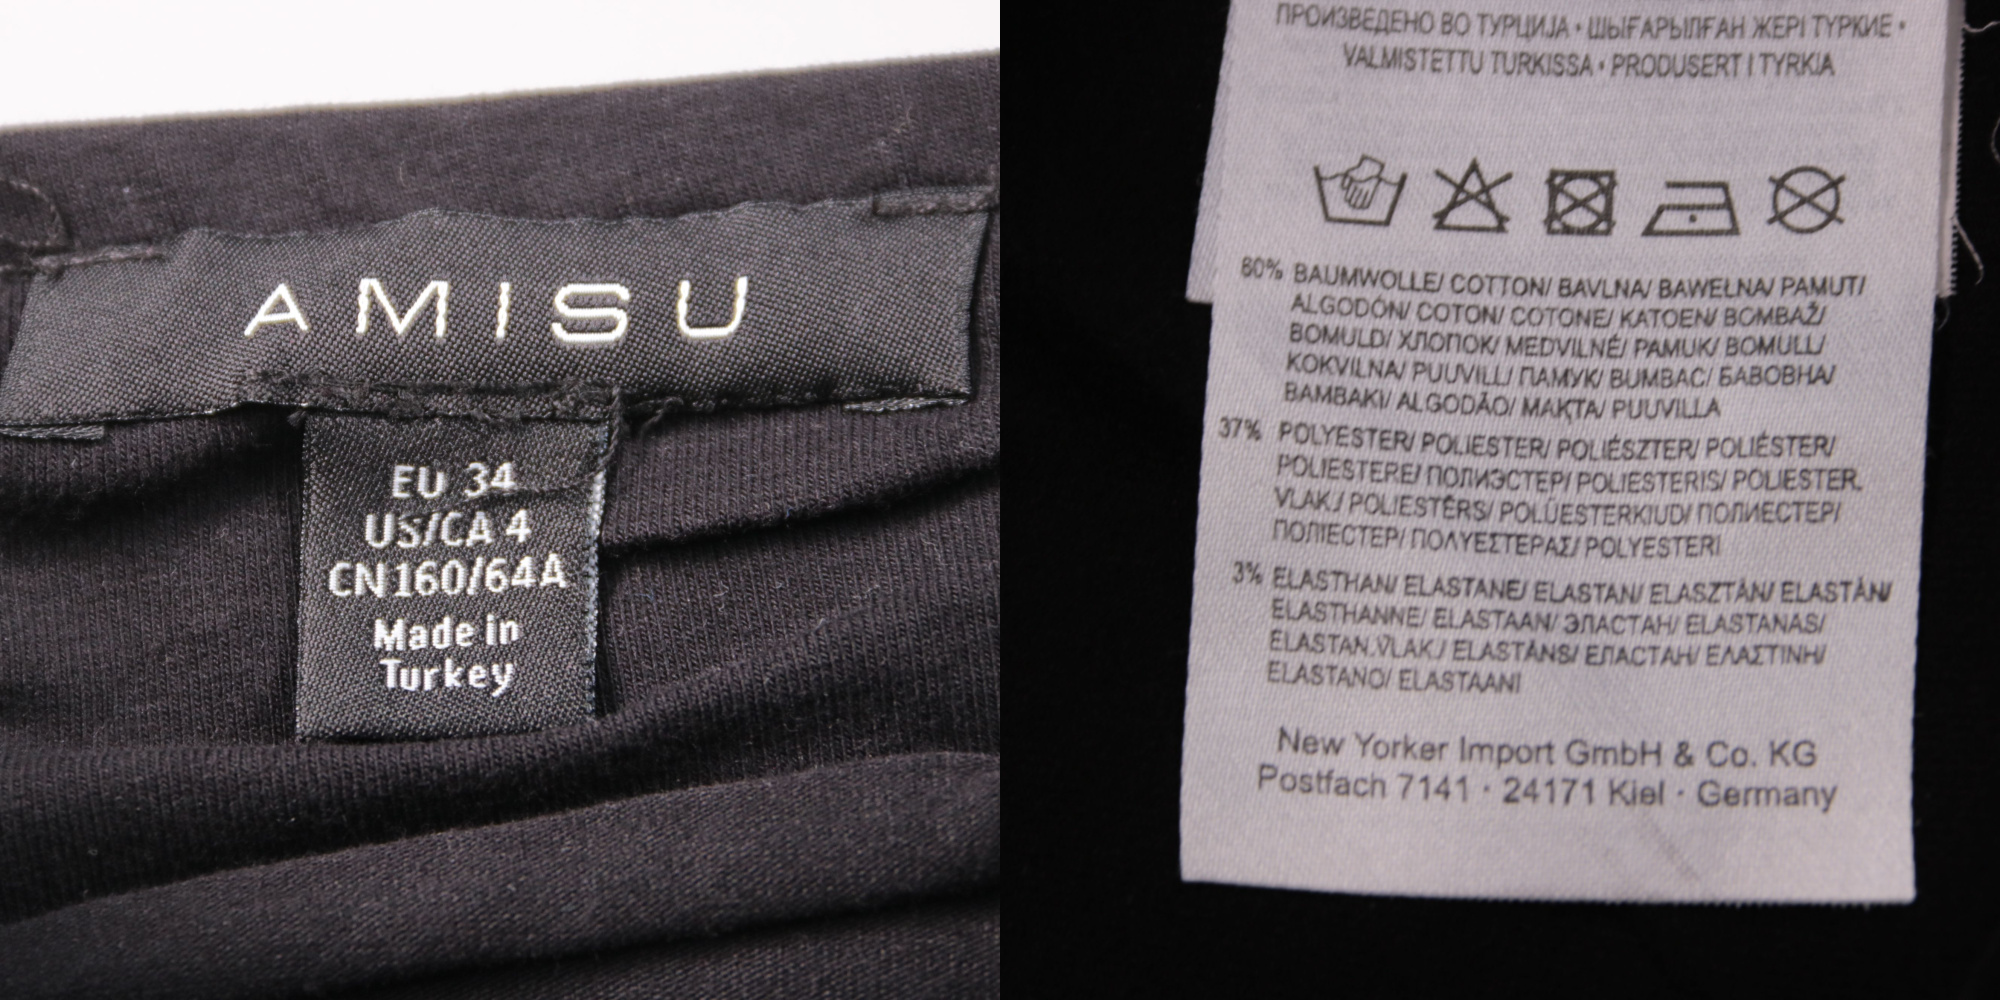 AMISU
EU 34
US/CA 4
CN160/64A
Made in
Turkey
ПРОИЗВЕДЕНО ВО ТУРЦИЈА • ШЫҒАРЫЛҒАН ЖЕРІ ТҮРКИЕ •
VALMISTETTU TURKISSA • PRODUSERT I TYRKIA
60% BAUMWOLLE/ COTTON/ BAVLNA/ BAWEŁNA/ PAMUT/
ALGODÓN/ COTON/ COTONE/ KATOEN/ BOMBAŽ/
BOMULD/ ХЛОПОК/ MEDVILNĖ/ PAMUK/ BOMULL/
KOKVILNA/ PUUVILL/ ПАМУК/ BUMBAC/ БАВОВНА/
BAMBAKI/ ALGODÃO/ МАҚТА/ PUUVILLA
37% POLYESTER/ POLIESTER/ POLIÉSZTER/ POLIÉSTER/
POLIESTERE/ ПОЛИЭСТЕР/ POLIESTERIS/ POLIESTER.
VLAK/ POLIESTĒRS/ POLÜESTERKIUD/ ПОЛИЕСТЕР/
ПОЛІЕСТЕР/ ΠΟΛΥΕΣΤΕΡΑΣ/ POLYESTERI
3% ELASTHAN/ ELASTANE/ ELASTAN/ ELASZTÁN/ ELASTÁN/
ELASTHANNE/ ELASTAAN/ ЭЛАСТАН/ ELASTANAS/
ELASTAN.VLAK./ ELASTĀNS/ ЕЛАСТАН/ ΕΛΑΣΤΙΝΗ/
ELASTANO/ ELASTAANI
New Yorker Import GmbH & Co. KG
Postfach 7141 · 24171 Kiel · Germany